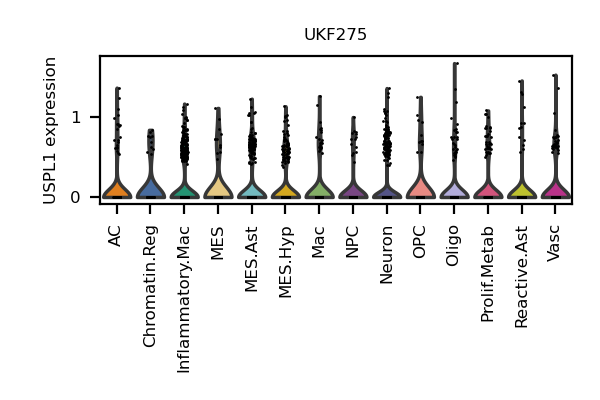 UKF275
USPL1 expression
1
0
AC
Chromatin.Reg
Inflammatory.Mac
MES
MES.Ast
MES.Hyp
Mac
NPC
Neuron
OPC
Oligo
Prolif.Metab
Reactive.Ast
Vasc